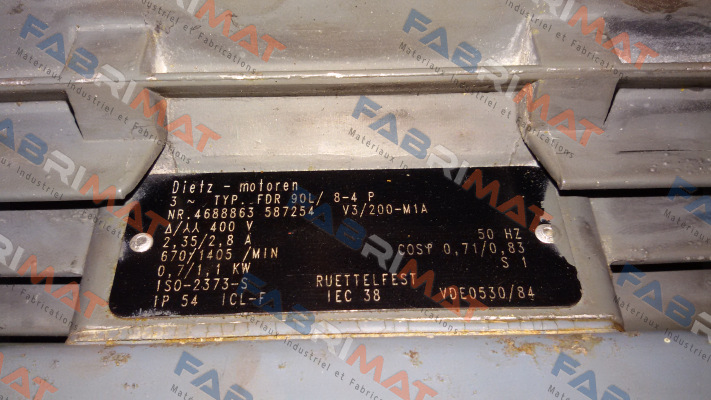 Dietz - motoren
3 ~ TYP. FDR 90L/ 8-4 P
NR.4688863 587254 V3/200-M1A
Δ/⅄⅄ 400 V 50 HZ
2,35/2,8 A COSφ 0,71/0,83
670/1405 /MIN S 1
0,7/1,1 KW
ISO-2373-S RUETTELFEST
IP 54 ICL-F IEC 38 VDE0530/84
FABRIMAT
Matériaux Industriel et Fabrications